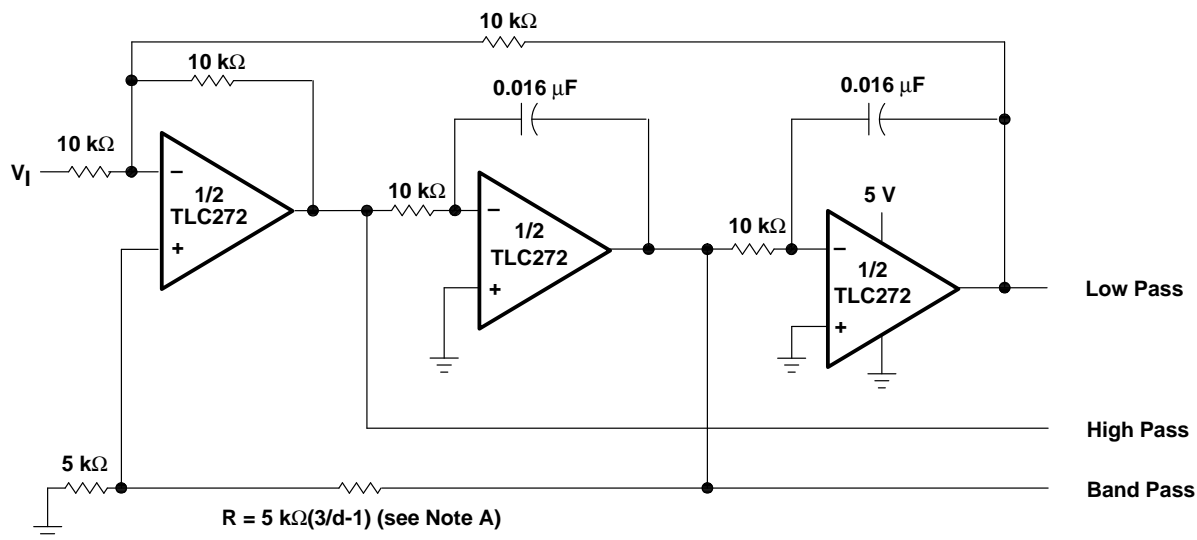 10 kΩ
10 kΩ
0.016 μF
0.016 μF
10 kΩ
VI
−
1/2
TLC272
+
10 kΩ
−
1/2
TLC272
+
5 V
10 kΩ
−
1/2
TLC272
+
Low Pass
High Pass
5 kΩ
Band Pass
R = 5 kΩ(3/d-1) (see Note A)